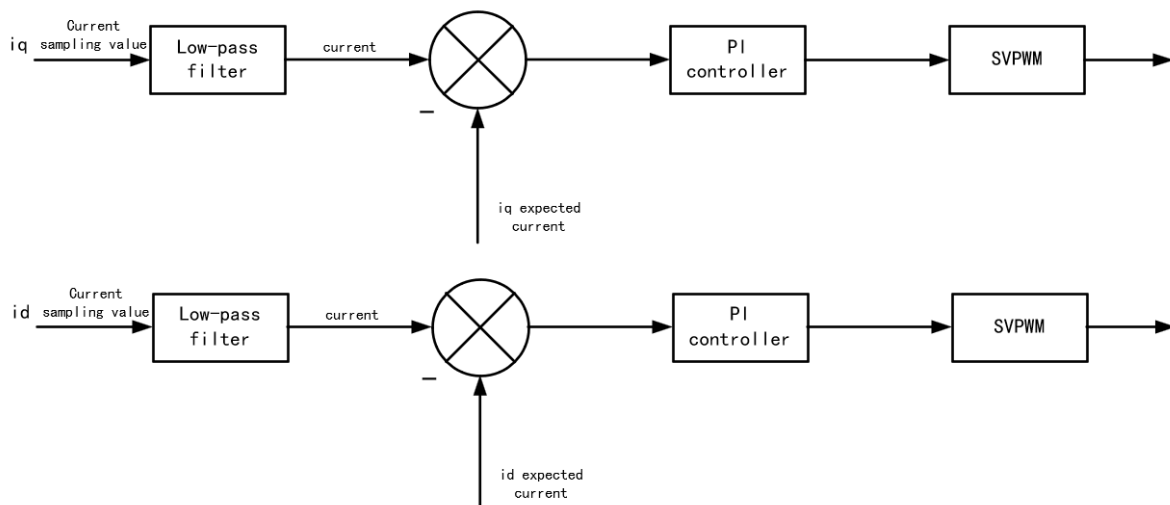 Current
iq sampling value
Low-pass
filter
current
−
iq expected
current
PI
controller
SVPWM
Current
id sampling value
Low-pass
filter
current
−
id expected
current
PI
controller
SVPWM